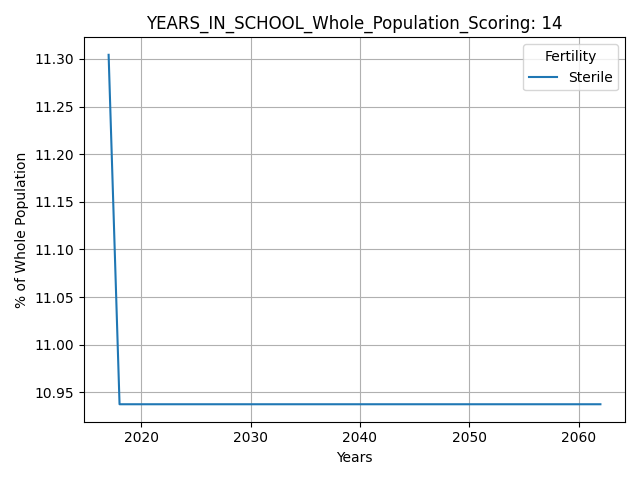 YEARS_IN_SCHOOL_Whole_Population_Scoring: 14
Fertility
Sterile
% of Whole Population
11.30
11.25
11.20
11.15
11.10
11.05
11.00
10.95
2020 2030 2040 2050 2060
Years